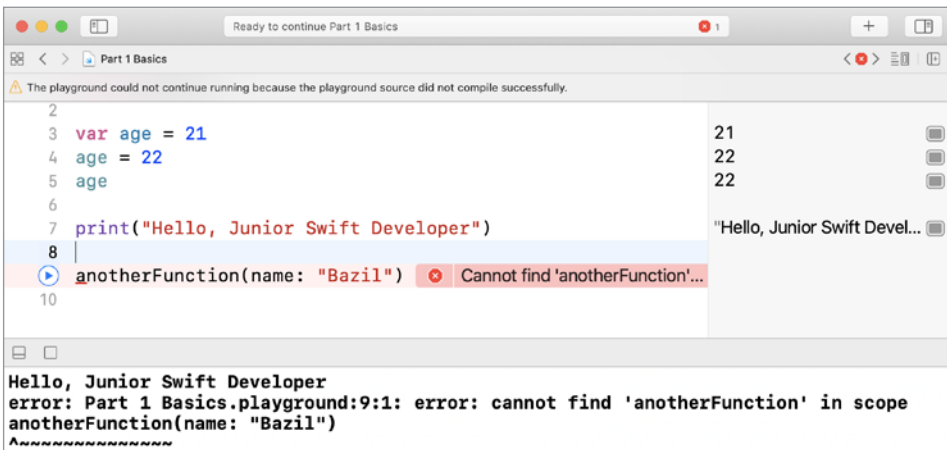 Ready to continue Part 1 Basics 1
Part 1 Basics
The playground could not continue running because the playground source did not compile successfully.
2
3 var age = 21 21
4 age = 22 22
5 age 22
6
7 print("Hello, Junior Swift Developer") "Hello, Junior Swift Devel...
8
anotherFunction(name: "Bazil") Cannot find 'anotherFunction'...
10
Hello, Junior Swift Developer
error: Part 1 Basics.playground:9:1: error: cannot find 'anotherFunction' in scope
anotherFunction(name: "Bazil")
^~~~~~~~~~~~~~~